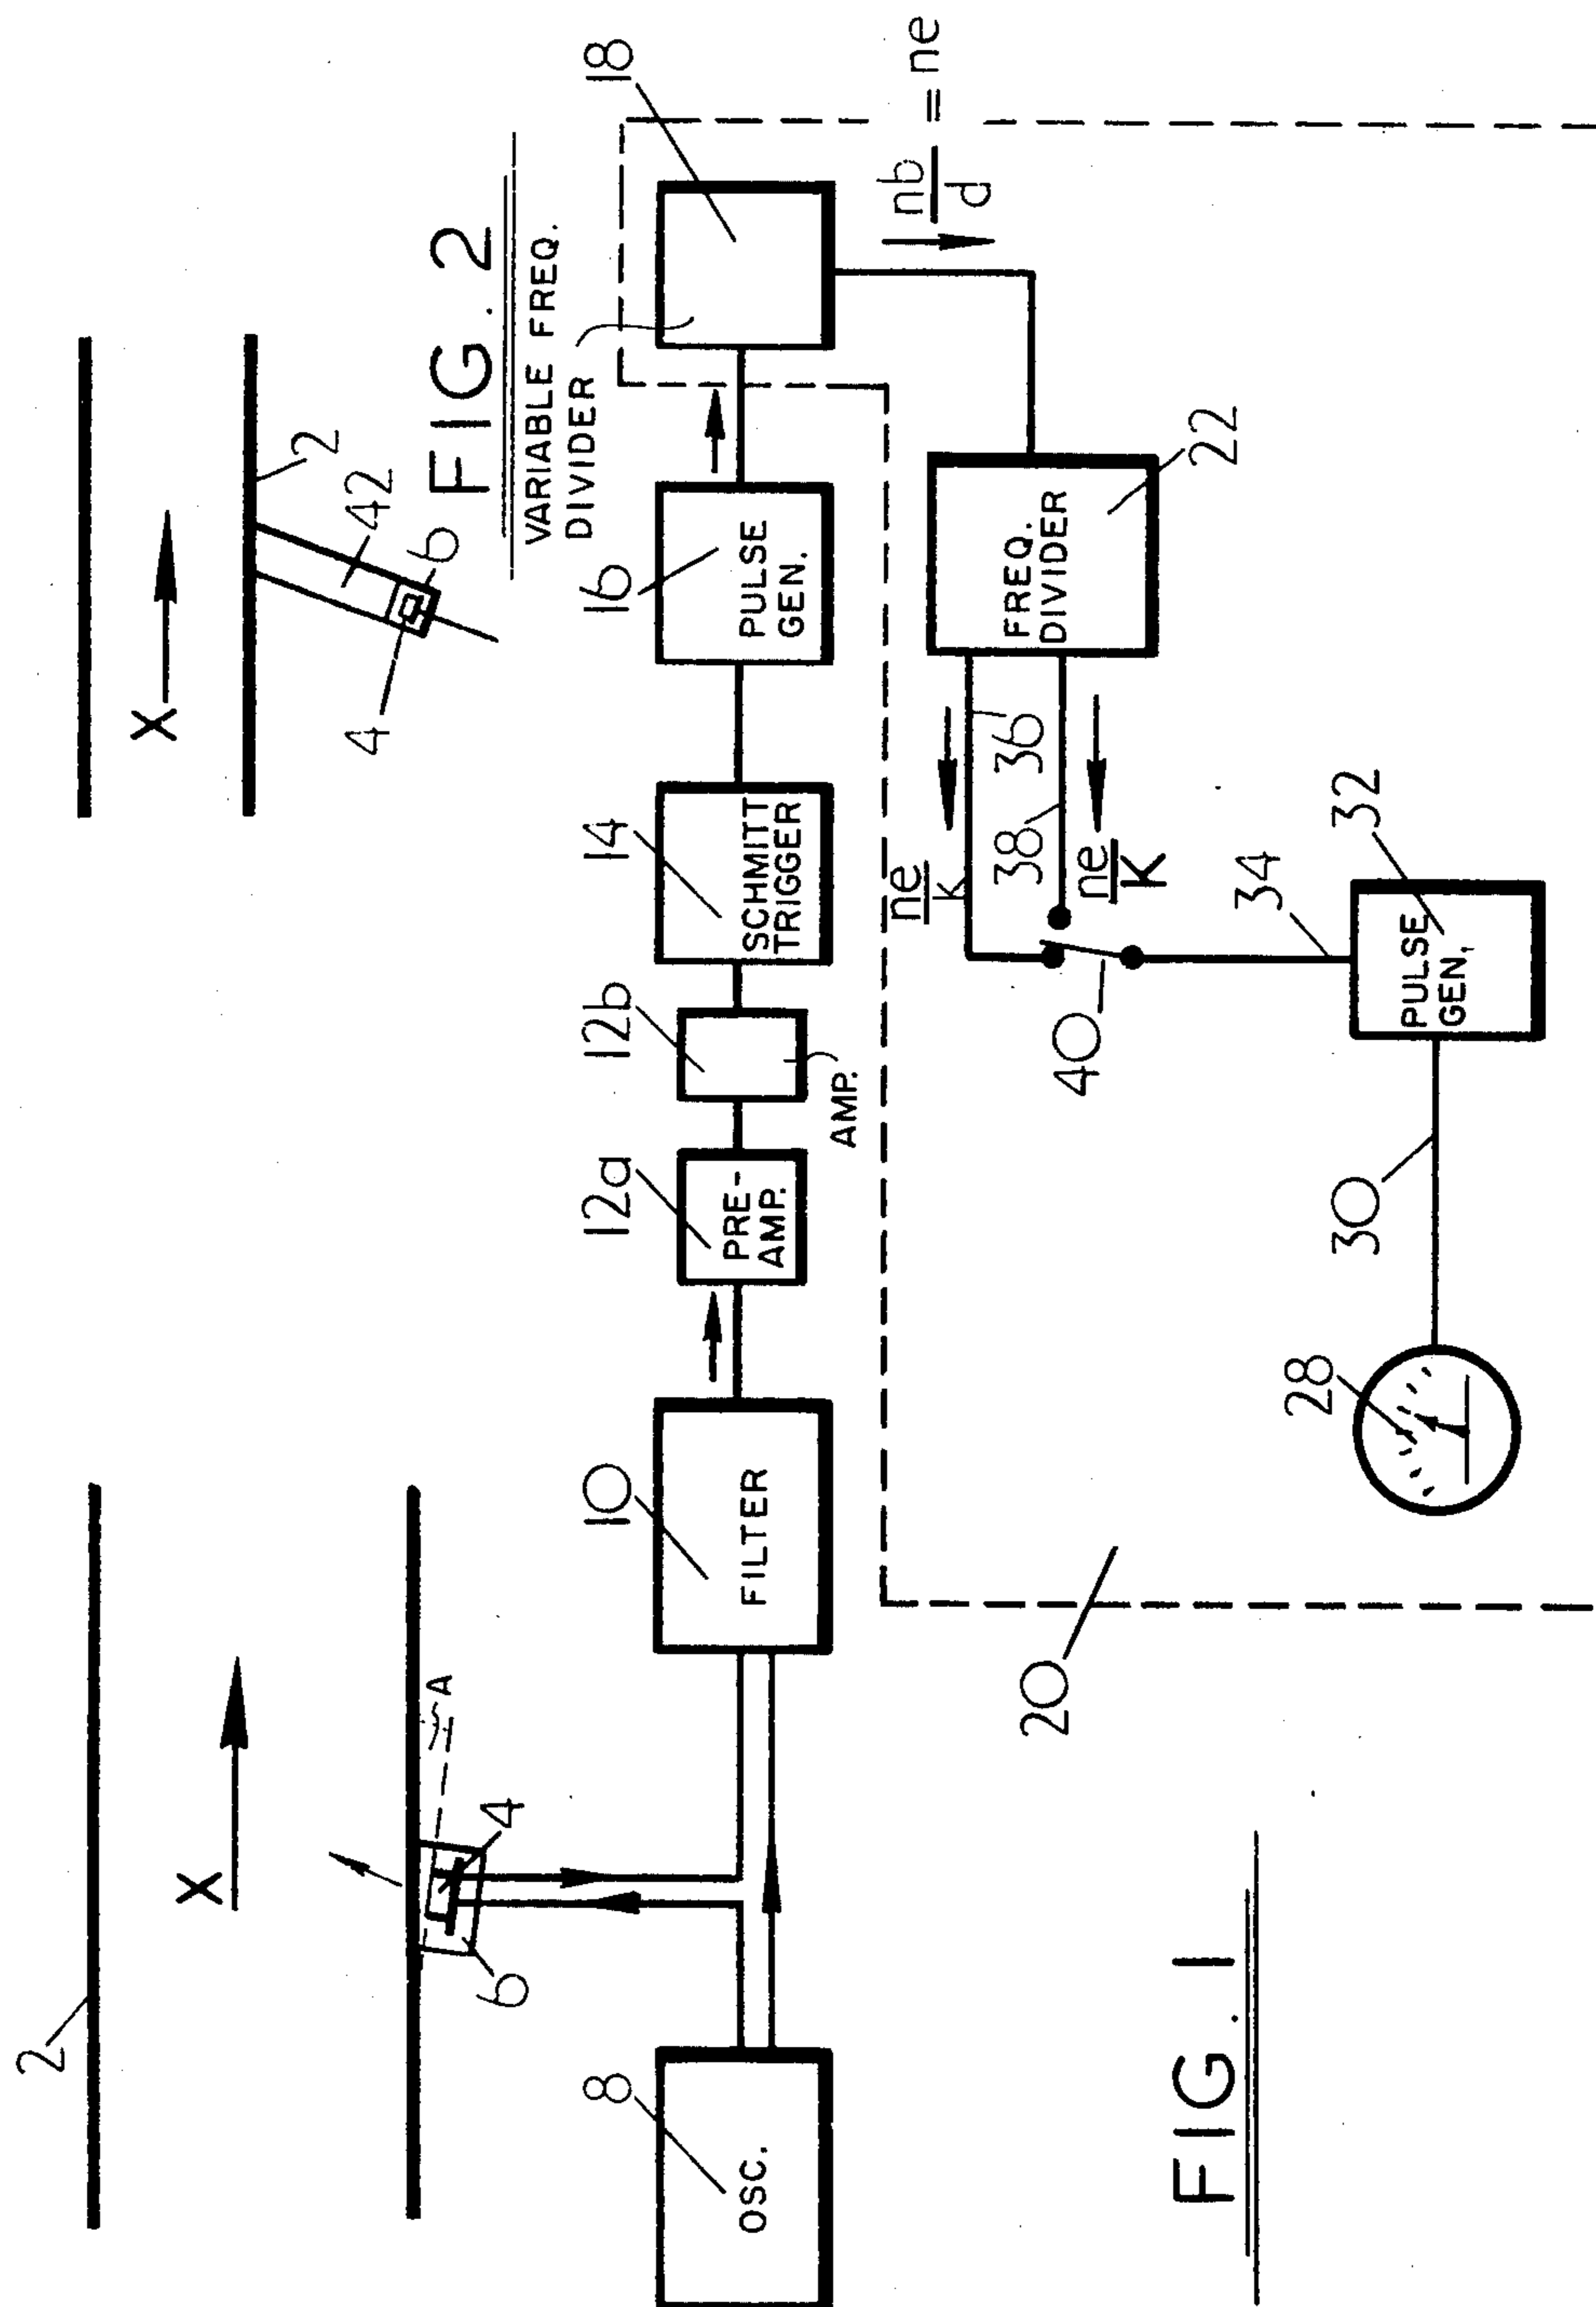 2
X
A
4
6
8
OSC.
10
FILTER
12a
PRE-
AMP.
12b
AMP.
14
SCHMITT
TRIGGER
16
PULSE
GEN.
VARIABLE FREQ.
DIVIDER
18
nb/d = ne
20
22
FREQ.
DIVIDER
36
ne/K
38
ne/K
40
34
32
PULSE
GEN.
30
28
FIG. 1
X
2
42
6
4
FIG. 2